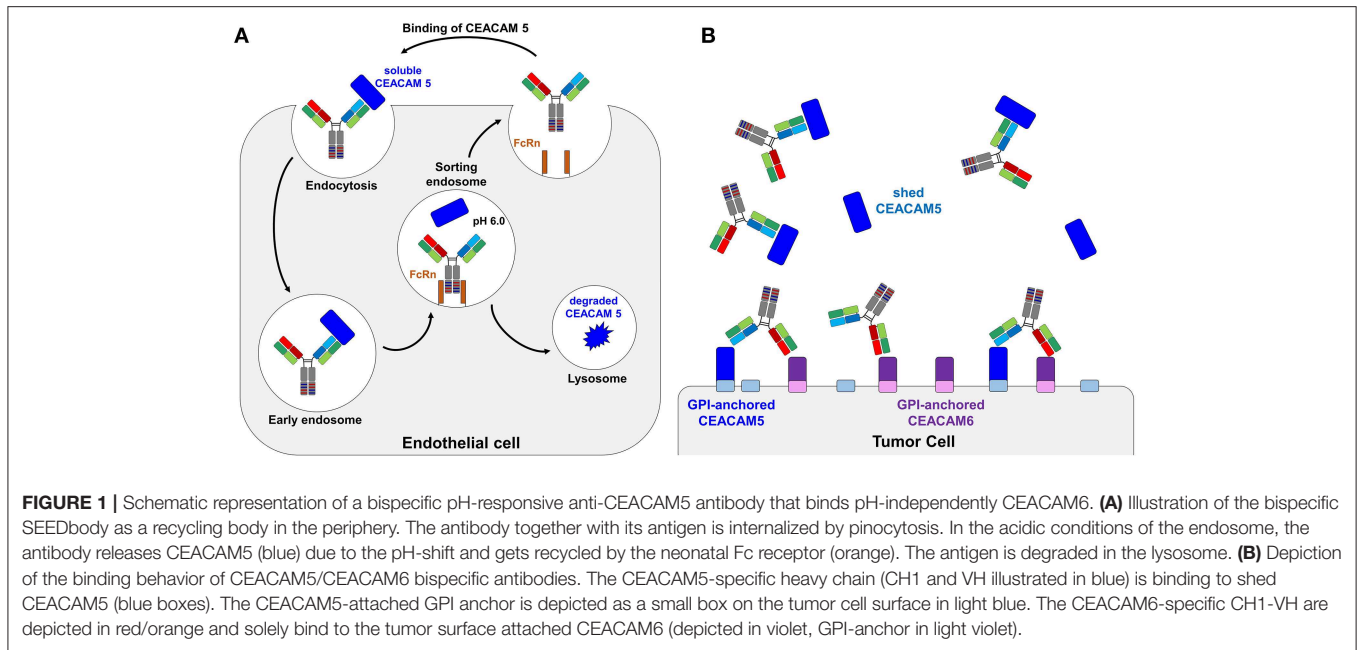 A
Binding of CEACAM 5
soluble
CEACAM 5
FcRn
Endocytosis
Sorting
endosome
pH 6.0
FcRn
degraded
CEACAM 5
Lysosome
Early endosome
Endothelial cell
B
shed
CEACAM5
GPI-anchored
CEACAM5
GPI-anchored
CEACAM6
Tumor Cell
FIGURE 1 | Schematic representation of a bispecific pH-responsive anti-CEACAM5 antibody that binds pH-independently CEACAM6. (A) Illustration of the bispecific
SEEDbody as a recycling body in the periphery. The antibody together with its antigen is internalized by pinocytosis. In the acidic conditions of the endosome, the
antibody releases CEACAM5 (blue) due to the pH-shift and gets recycled by the neonatal Fc receptor (orange). The antigen is degraded in the lysosome. (B) Depiction
of the binding behavior of CEACAM5/CEACAM6 bispecific antibodies. The CEACAM5-specific heavy chain (CH1 and VH illustrated in blue) is binding to shed
CEACAM5 (blue boxes). The CEACAM5-attached GPI anchor is depicted as a small box on the tumor cell surface in light blue. The CEACAM6-specific CH1-VH are
depicted in red/orange and solely bind to the tumor surface attached CEACAM6 (depicted in violet, GPI-anchor in light violet).